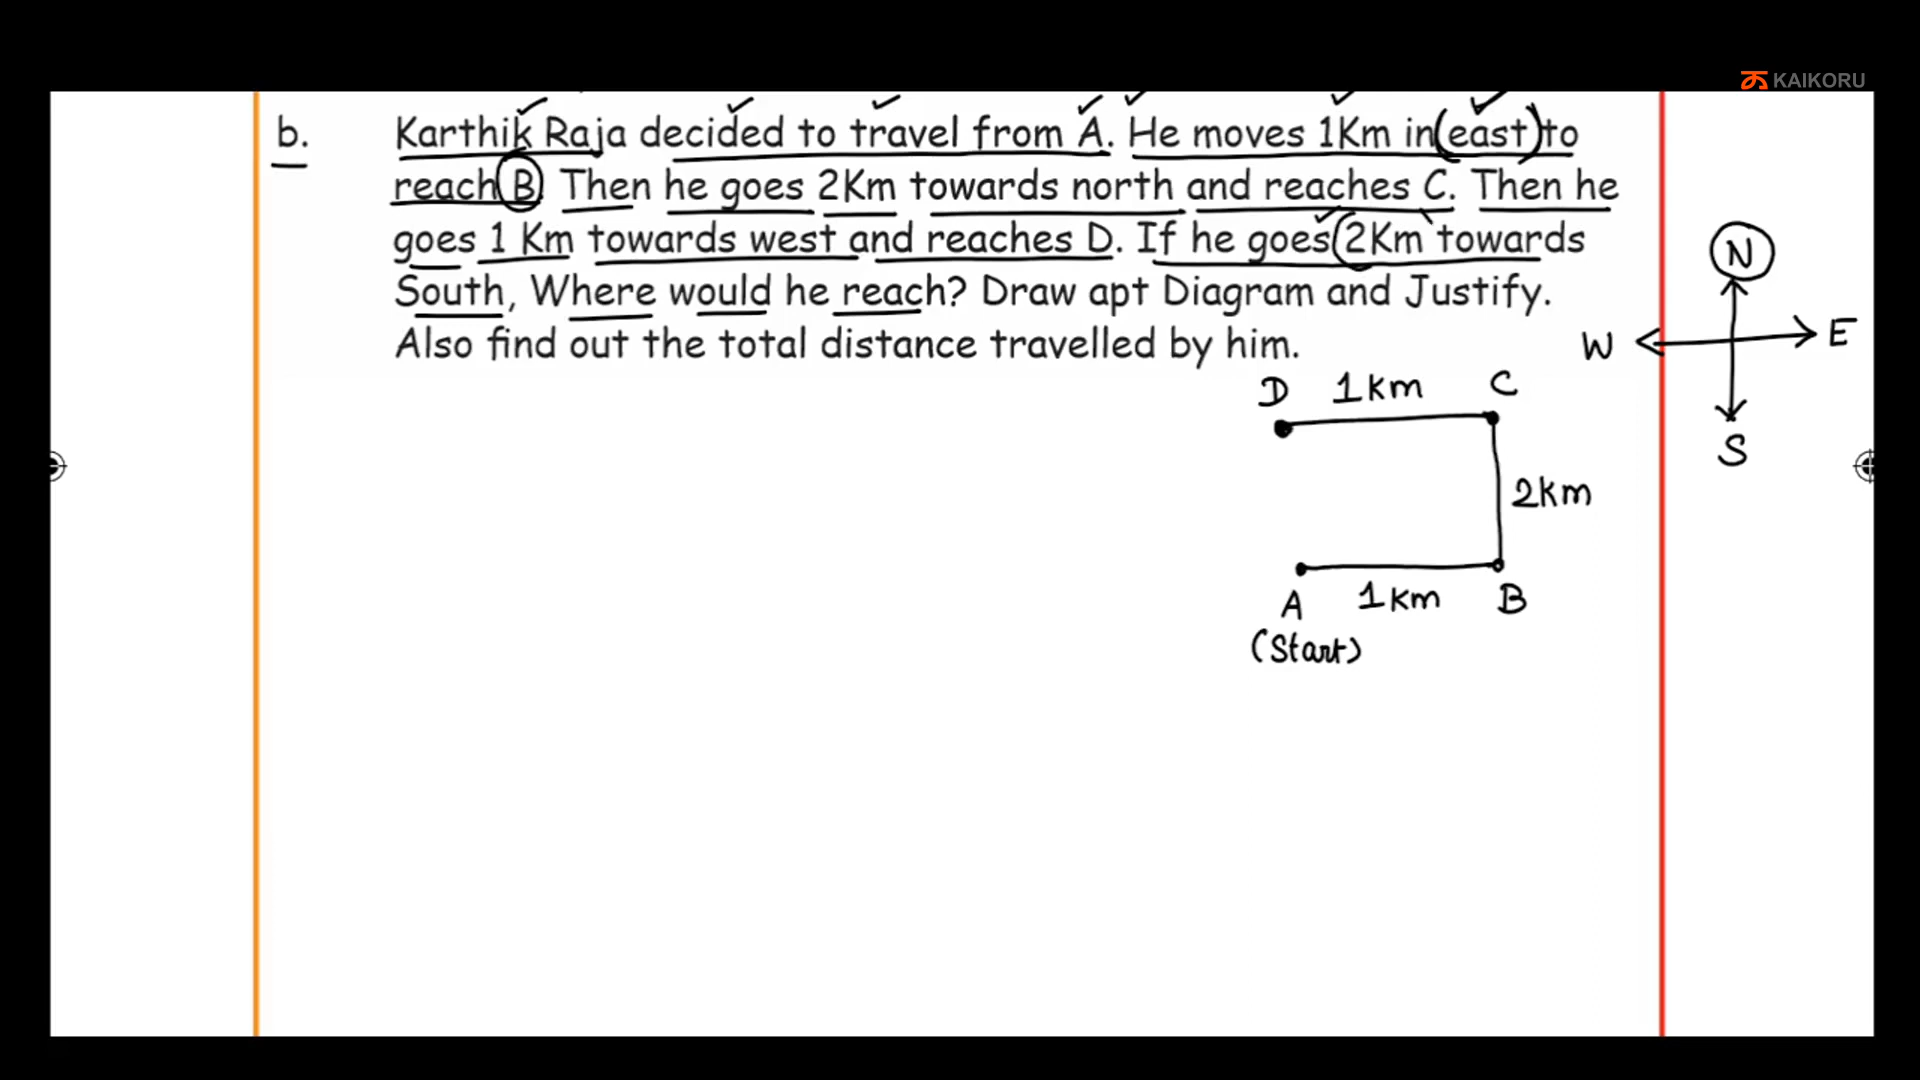 KAIKORU
b. Karthik Raja decided to travel from A. He moves 1Km in east to
reach B. Then he goes 2Km towards north and reaches C. Then he
goes 1 Km towards west and reaches D. If he goes 2Km towards
South, Where would he reach? Draw apt Diagram and Justify.
Also find out the total distance travelled by him.
N
W E
S
D 1km C
2km
A 1km B
(Start)